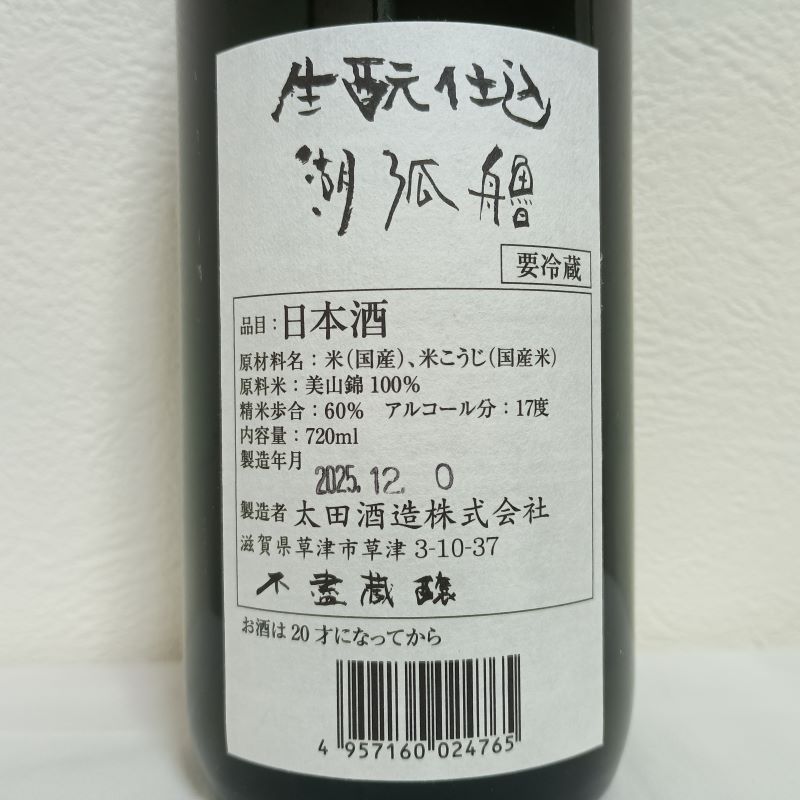 生酛仕込
湖弧艪
要冷蔵
品目：日本酒
原材料名：米（国産）、米こうじ（国産米）
原料米：美山錦 100％
精米歩合：60％　アルコール分：17度
内容量：720ml
製造年月
2025.12.0
製造者 太田酒造株式会社
滋賀県草津市草津 3-10-37
不盡蔵 醸
お酒は 20 才になってから
4 957160 024765